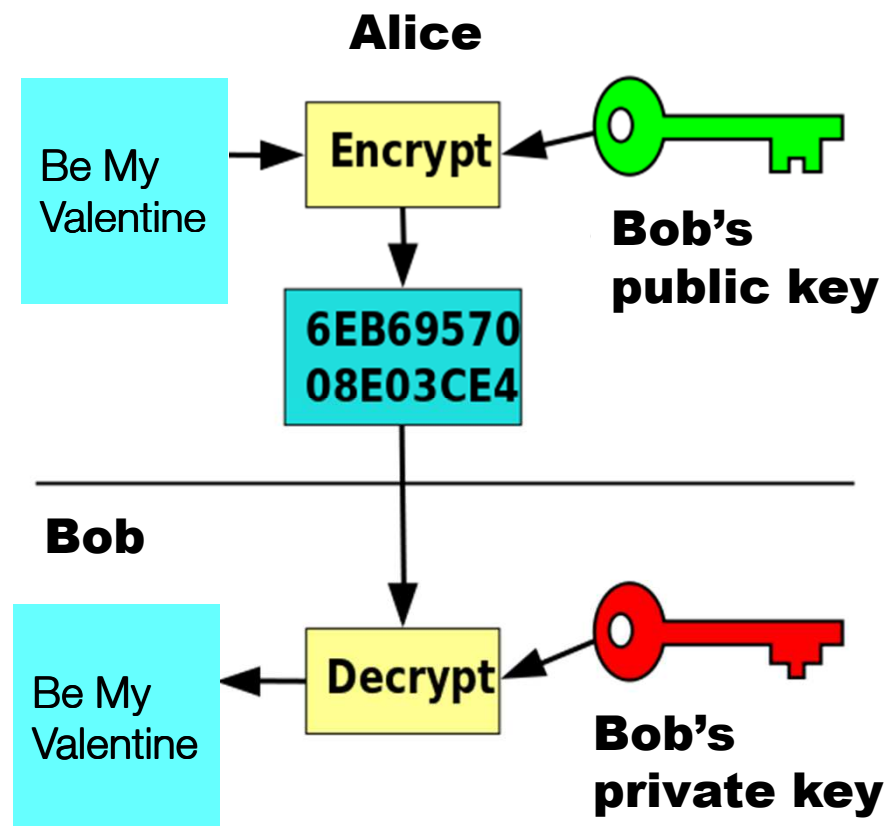 Alice
Be My
Valentine
Encrypt
Bob’s
public key
6EB69570
08E03CE4
Bob
Be My
Valentine
Decrypt
Bob’s
private key